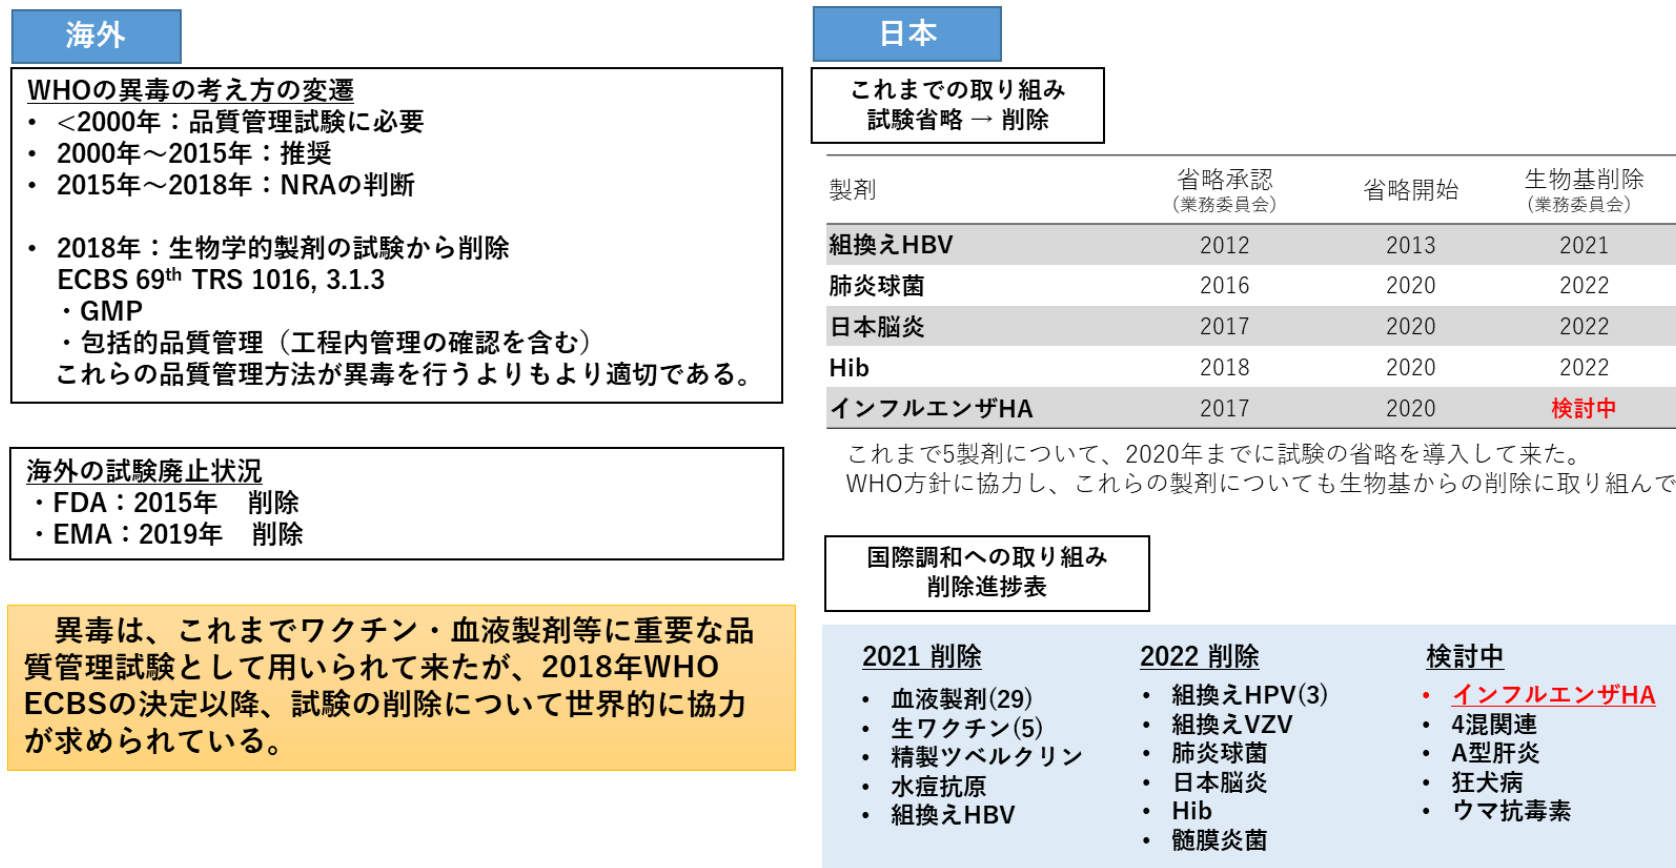 海外
WHOの異毒の考え方の変遷
・ <2000年：品質管理試験に必要
・ 2000年～2015年：推奨
・ 2015年～2018年：NRAの判断
・ 2018年：生物学的製剤の試験から削除
ECBS 69th TRS 1016, 3.1.3
・GMP
・包括的品質管理（工程内管理の確認を含む）
これらの品質管理方法が異毒を行うよりもより適切である。
海外の試験廃止状況
・FDA：2015年　削除
・EMA：2019年　削除
異毒は、これまでワクチン・血液製剤等に重要な品
質管理試験として用いられて来たが、2018年WHO
ECBSの決定以降、試験の削除について世界的に協力
が求められている。
日本
これまでの取り組み
試験省略 → 削除
製剤 省略承認 省略開始 生物基削除
（業務委員会） （業務委員会）
組換えHBV 2012 2013 2021
肺炎球菌 2016 2020 2022
日本脳炎 2017 2020 2022
Hib 2018 2020 2022
インフルエンザHA 2017 2020 検討中
これまで5製剤について、2020年までに試験の省略を導入して来た。
WHO方針に協力し、これらの製剤についても生物基からの削除に取り組んで
国際調和への取り組み
削除進捗表
2021 削除
• 血液製剤(29)
• 生ワクチン(5)
• 精製ツベルクリン
• 水痘抗原
• 組換えHBV
2022 削除
• 組換えHPV(3)
• 組換えVZV
• 肺炎球菌
• 日本脳炎
• Hib
• 髄膜炎菌
検討中
• インフルエンザHA
• 4混関連
• A型肝炎
• 狂犬病
• ウマ抗毒素